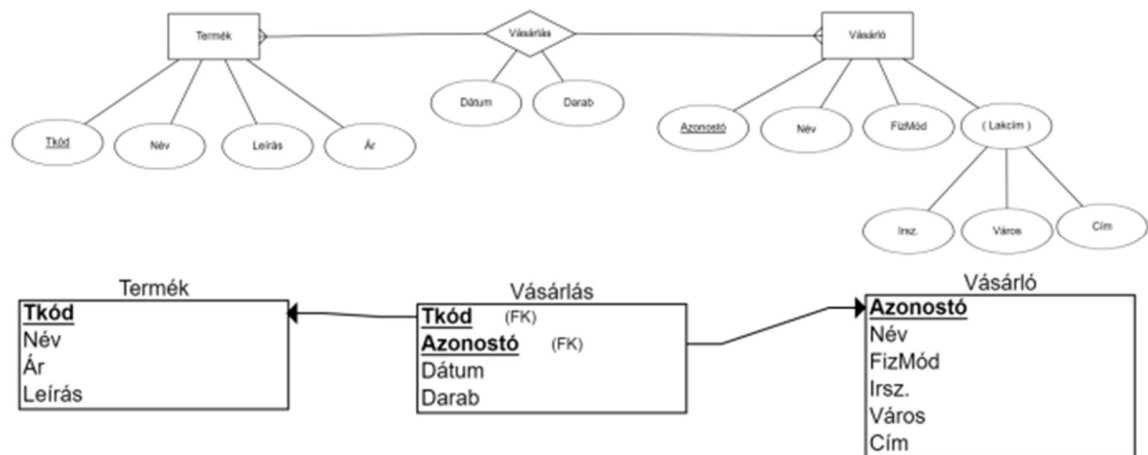 Termék
Vásárlás
Vásárló
Dátum
Darab
Tkód
Név
Leírás
Ár
Azonostó
Név
FizMód
( Lakcím )
Irsz.
Város
Cím
Termék
Tkód
Név
Ár
Leírás
Vásárlás
Tkód (FK)
Azonostó (FK)
Dátum
Darab
Vásárló
Azonostó
Név
FizMód
Irsz.
Város
Cím